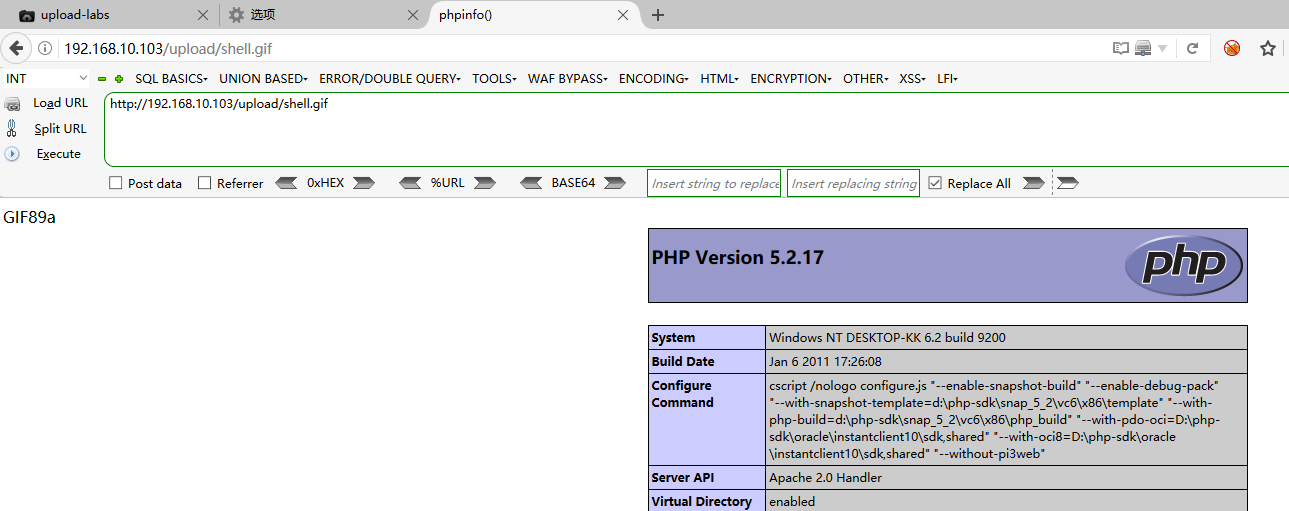 upload-labs
选项
phpinfo()
192.168.10.103/upload/shell.gif
INT SQL BASICS UNION BASED ERROR/DOUBLE QUERY TOOLS WAF BYPASS ENCODING HTML ENCRYPTION OTHER XSS LFI
Load URL http://192.168.10.103/upload/shell.gif
Split URL
Execute
Post data Referrer 0xHEX %URL BASE64 Insert string to replace Insert replacing string Replace All
GIF89a
PHP Version 5.2.17
php
System Windows NT DESKTOP-KK 6.2 build 9200
Build Date Jan 6 2011 17:26:08
Configure Command cscript /nologo configure.js "--enable-snapshot-build" "--enable-debug-pack"
"--with-snapshot-template=d:\php-sdk\snap_5_2\vc6\x86\template" "--with-
php-build=d:\php-sdk\snap_5_2\vc6\x86\php_build" "--with-pdo-oci=D:\php-
sdk\oracle\instantclient10\sdk,shared" "--with-oci8=D:\php-sdk\oracle
\instantclient10\sdk,shared" "--without-pi3web"
Server API Apache 2.0 Handler
Virtual Directory enabled